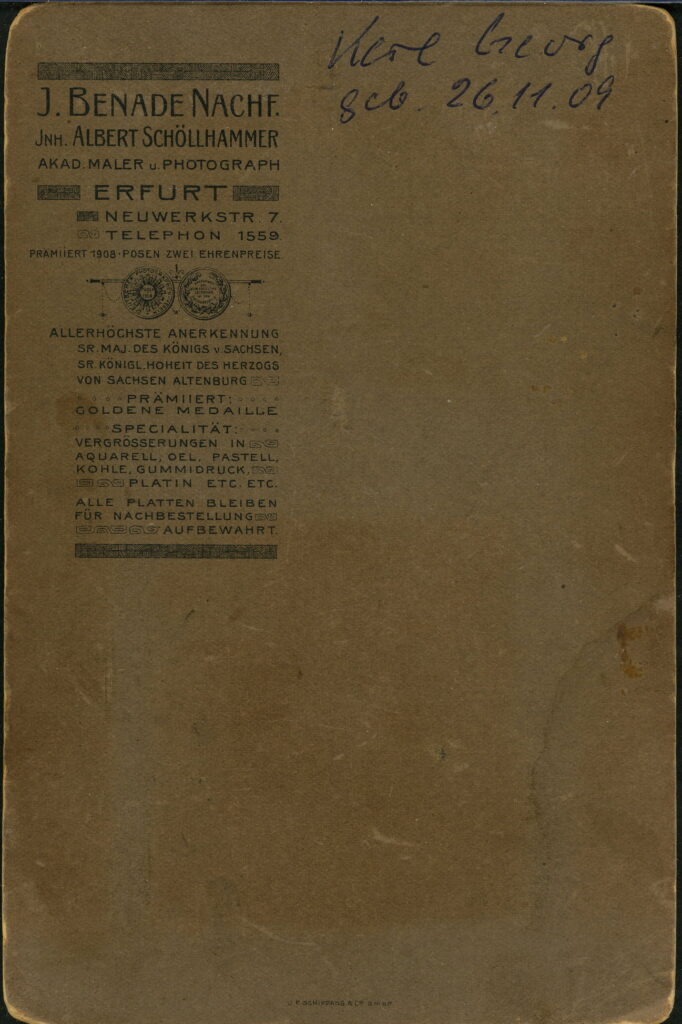 Karl Georg
geb. 26.11.09
J. BENADE NACHF.
JNH. ALBERT SCHÖLLHAMMER
AKAD. MALER u. PHOTOGRAPH
ERFURT
NEUWERKSTR. 7.
TELEPHON 1559.
PRÄMIIERT 1908 · POSEN ZWEI EHRENPREISE.
ALLERHÖCHSTE ANERKENNUNG
SR. MAJ. DES KÖNIGS v SACHSEN,
SR. KÖNIGL. HOHEIT DES HERZOGS
VON SACHSEN ALTENBURG
PRÄMIIERT:
GOLDENE MEDAILLE
SPECIALITÄT:
VERGRÖSSERUNGEN IN
AQUARELL, OEL, PASTELL,
KOHLE, GUMMIDRUCK,
PLATIN ETC. ETC.
ALLE PLATTEN BLEIBEN
FÜR NACHBESTELLUNG
AUFBEWAHRT.